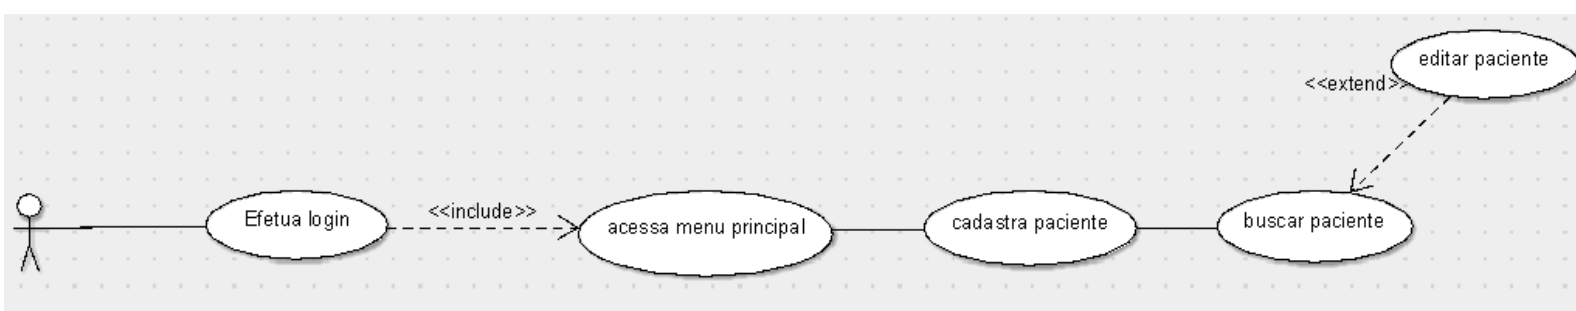 editar paciente
<<extend>>
Efetua login
<<include>>
acessa menu principal
cadastra paciente
buscar paciente